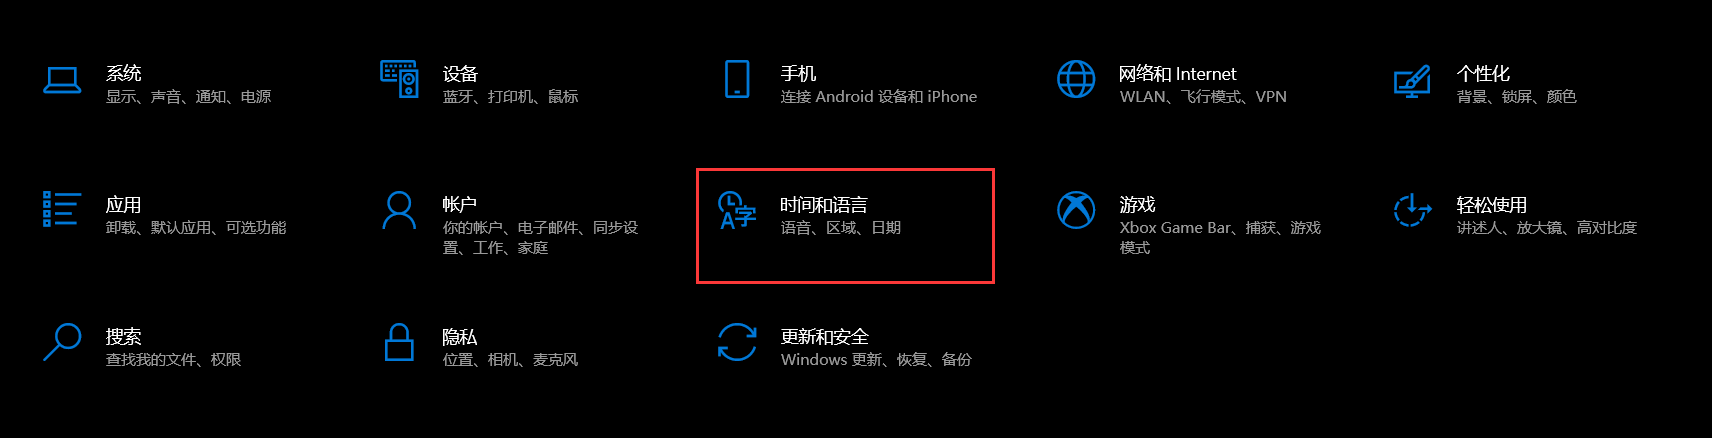 系统
显示、声音、通知、电源
设备
蓝牙、打印机、鼠标
手机
连接 Android 设备和 iPhone
网络和 Internet
WLAN、飞行模式、VPN
个性化
背景、锁屏、颜色
应用
卸载、默认应用、可选功能
帐户
你的帐户、电子邮件、同步设
置、工作、家庭
时间和语言
语音、区域、日期
游戏
Xbox Game Bar、捕获、游戏
模式
轻松使用
讲述人、放大镜、高对比度
搜索
查找我的文件、权限
隐私
位置、相机、麦克风
更新和安全
Windows 更新、恢复、备份